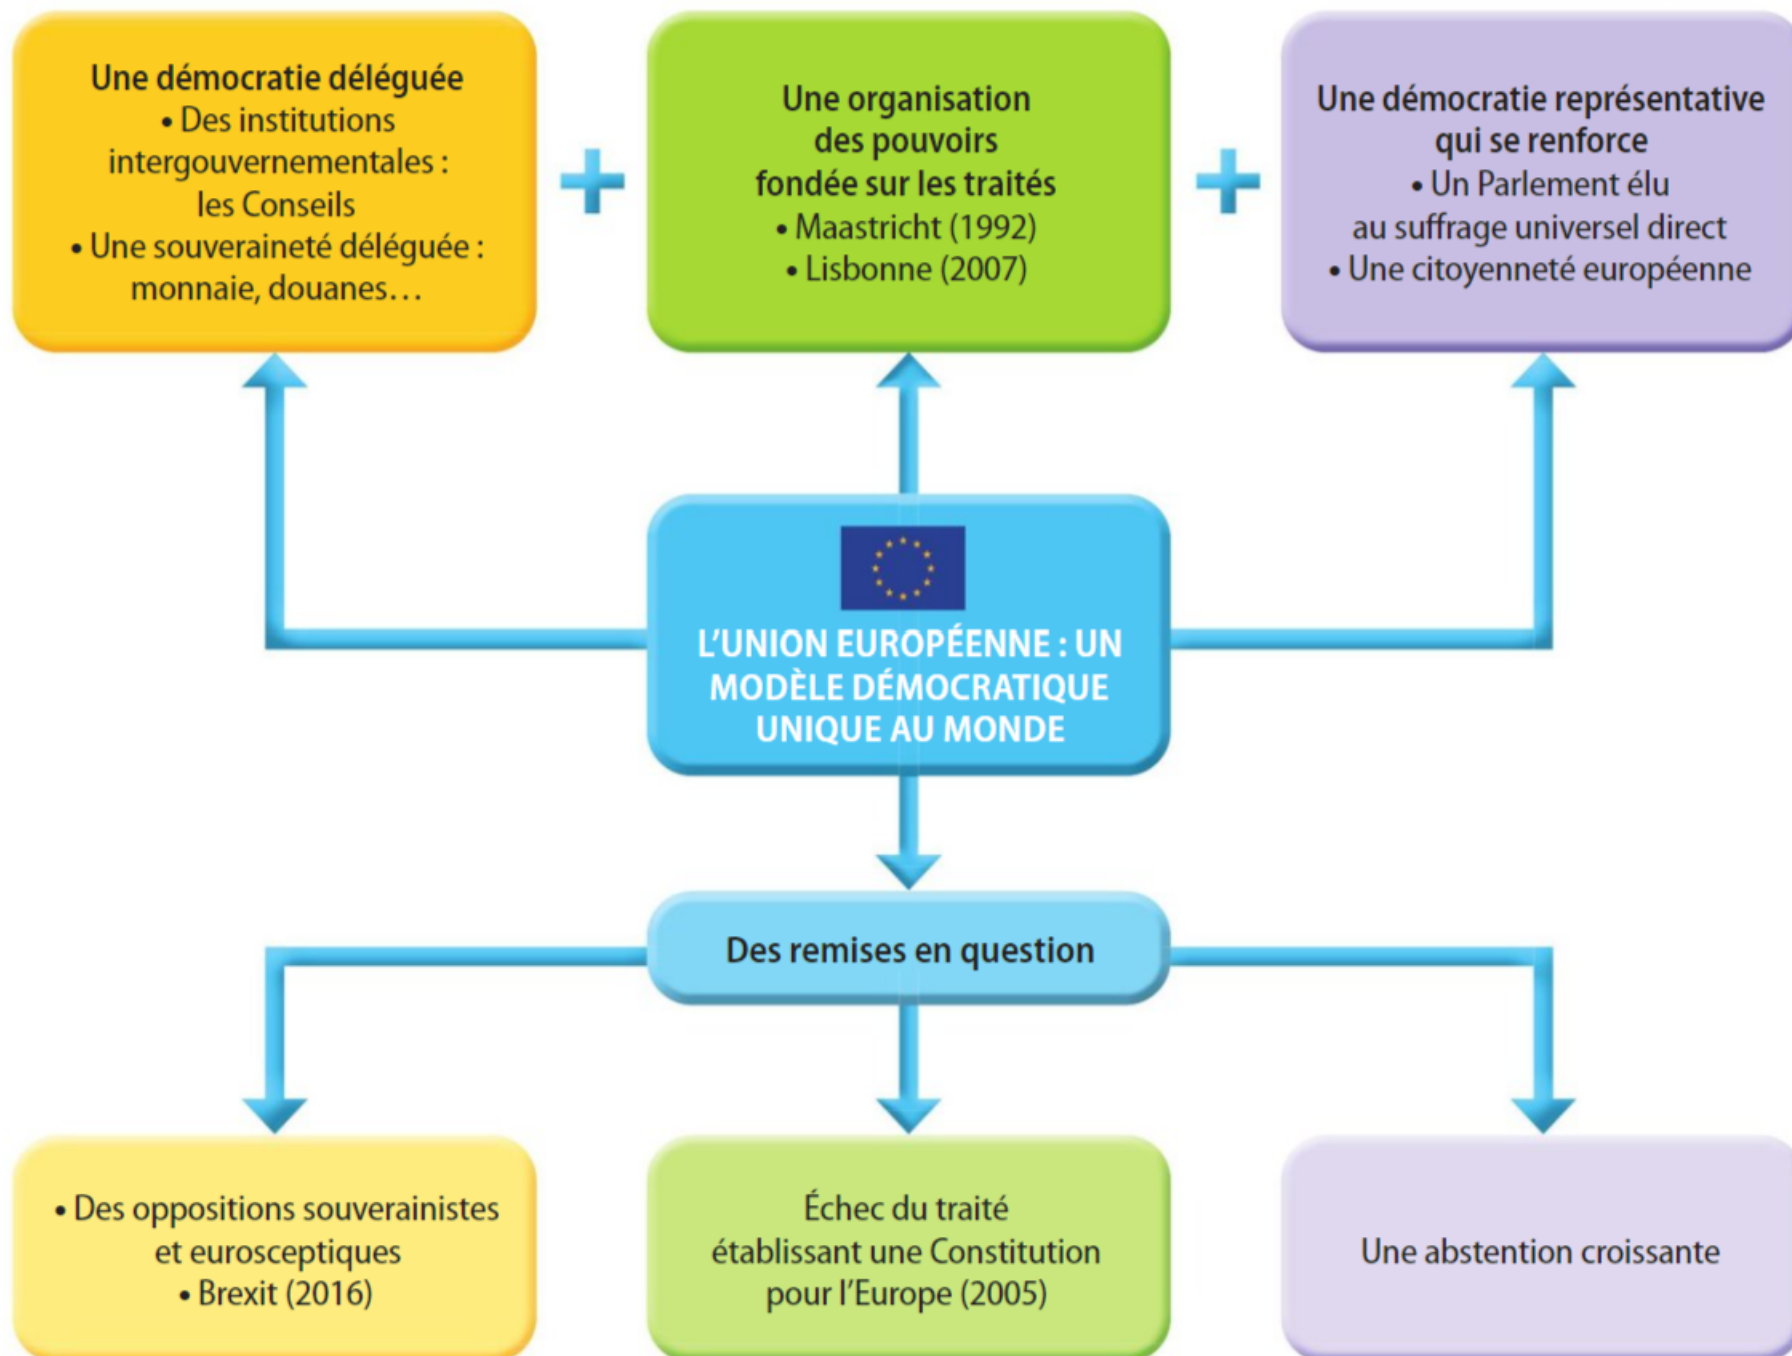 Une démocratie déléguée
• Des institutions
intergouvernementales :
les Conseils
• Une souveraineté déléguée :
monnaie, douanes…
Une organisation
des pouvoirs
fondée sur les traités
• Maastricht (1992)
• Lisbonne (2007)
Une démocratie représentative
qui se renforce
• Un Parlement élu
au suffrage universel direct
• Une citoyenneté européenne
L’UNION EUROPÉENNE : UN
MODÈLE DÉMOCRATIQUE
UNIQUE AU MONDE
Des remises en question
• Des oppositions souverainistes
et eurosceptiques
• Brexit (2016)
Échec du traité
établissant une Constitution
pour l’Europe (2005)
Une abstention croissante